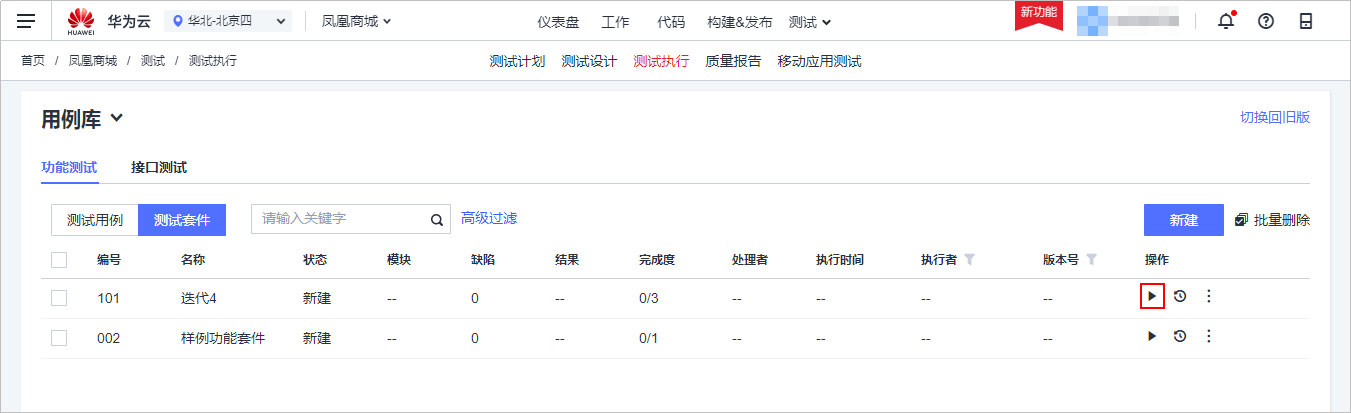 HUAWEI 华为云 华北-北京四 凤凰商城 仪表盘 工作 代码 构建&发布 测试 新功能
首页 / 凤凰商城 / 测试 / 测试执行 测试计划 测试设计 测试执行 质量报告 移动应用测试
用例库 切换回旧版
功能测试 接口测试
测试用例 测试套件 请输入关键字 高级过滤 新建 批量删除
编号 名称 状态 模块 缺陷 结果 完成度 处理者 执行时间 执行者 版本号 操作
101 迭代4 新建 -- 0 -- 0/3 -- -- -- --
002 样例功能套件 新建 -- 0 -- 0/1 -- -- -- --